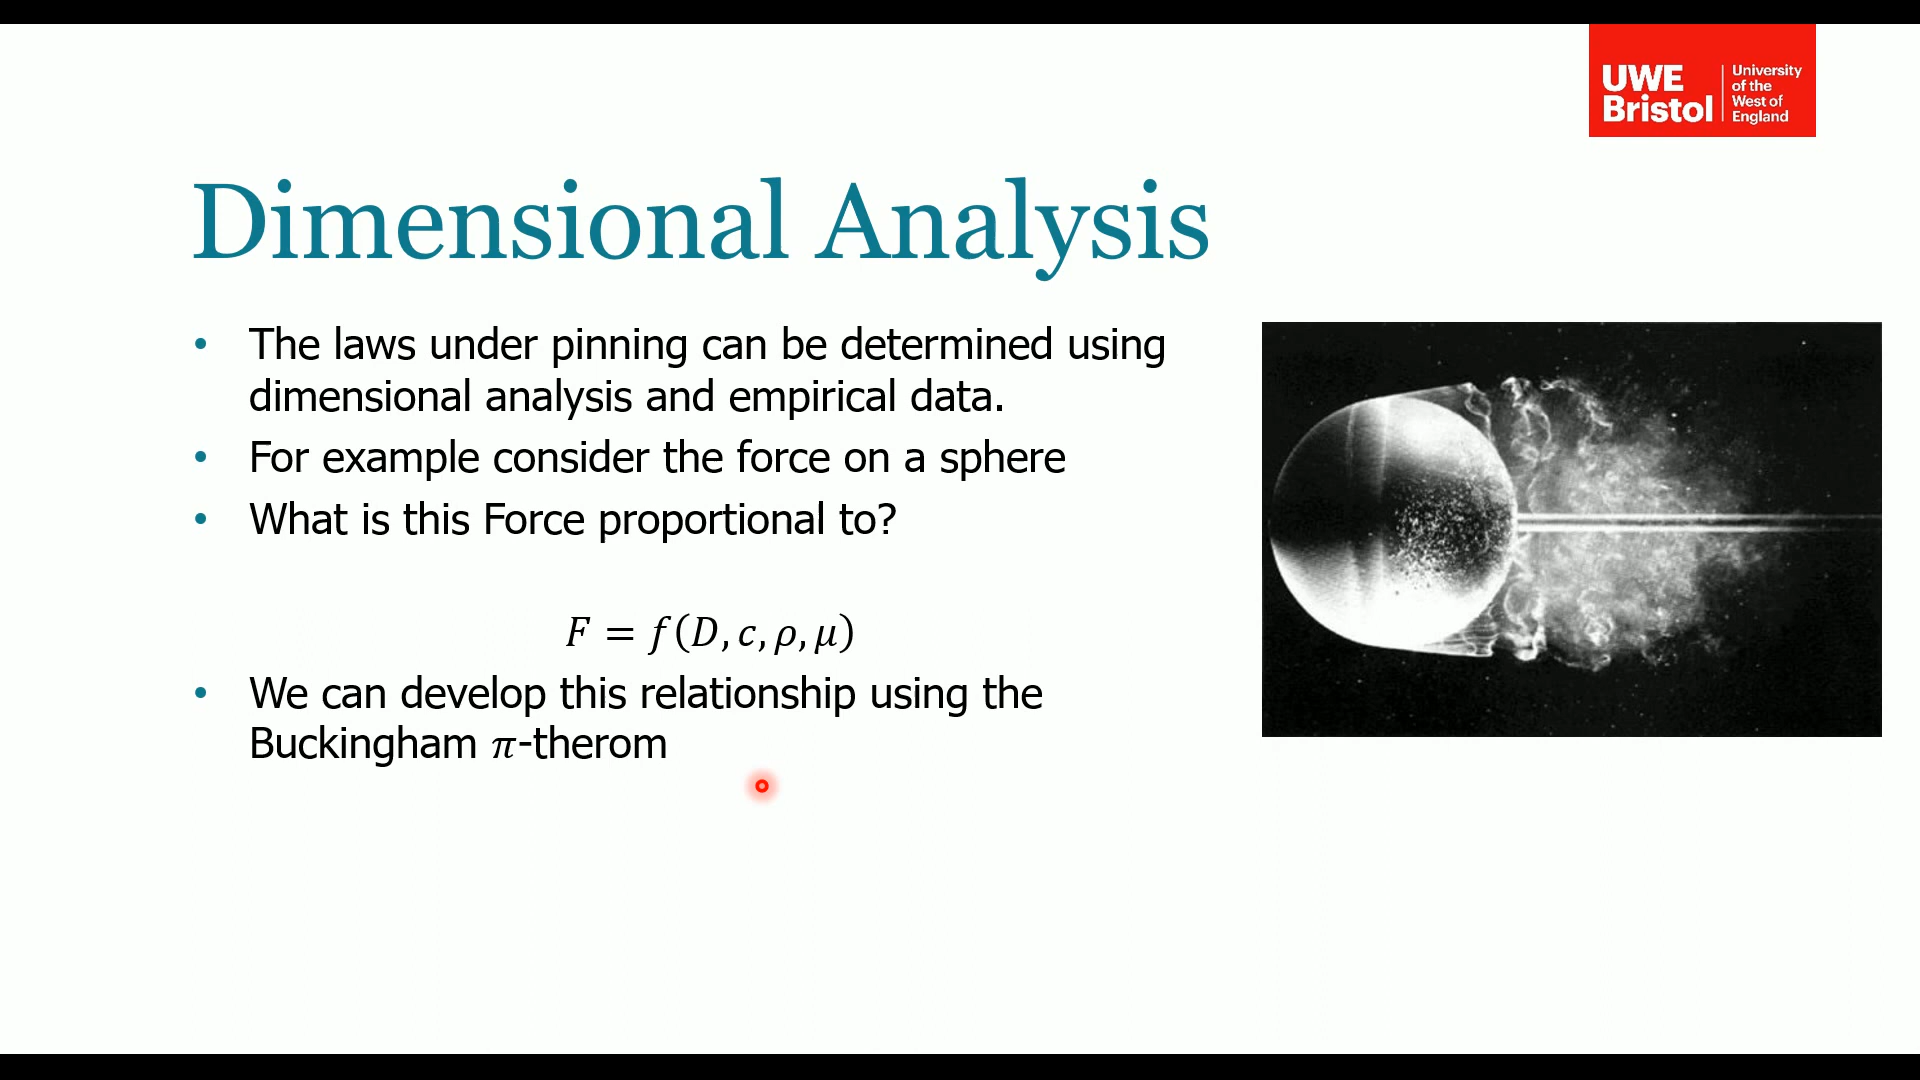 UWE
Bristol
University
of the
West of
England
Dimensional Analysis
• The laws under pinning can be determined using
dimensional analysis and empirical data.
• For example consider the force on a sphere
• What is this Force proportional to?
𝐹 = 𝑓(𝐷, 𝑐, 𝜌, 𝜇)
• We can develop this relationship using the
Buckingham 𝜋-therom